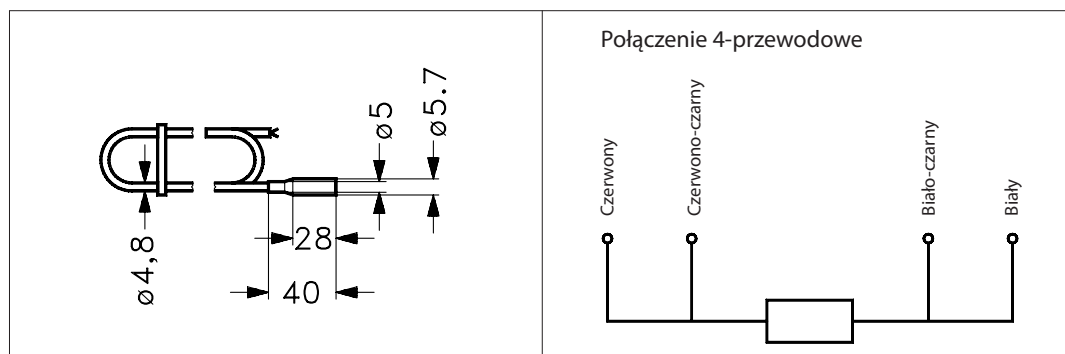 ø5
ø5.7
ø4,8
28
40
Połączenie 4-przewodowe
Czerwony
Czerwono-czarny
Biało-czarny
Biały